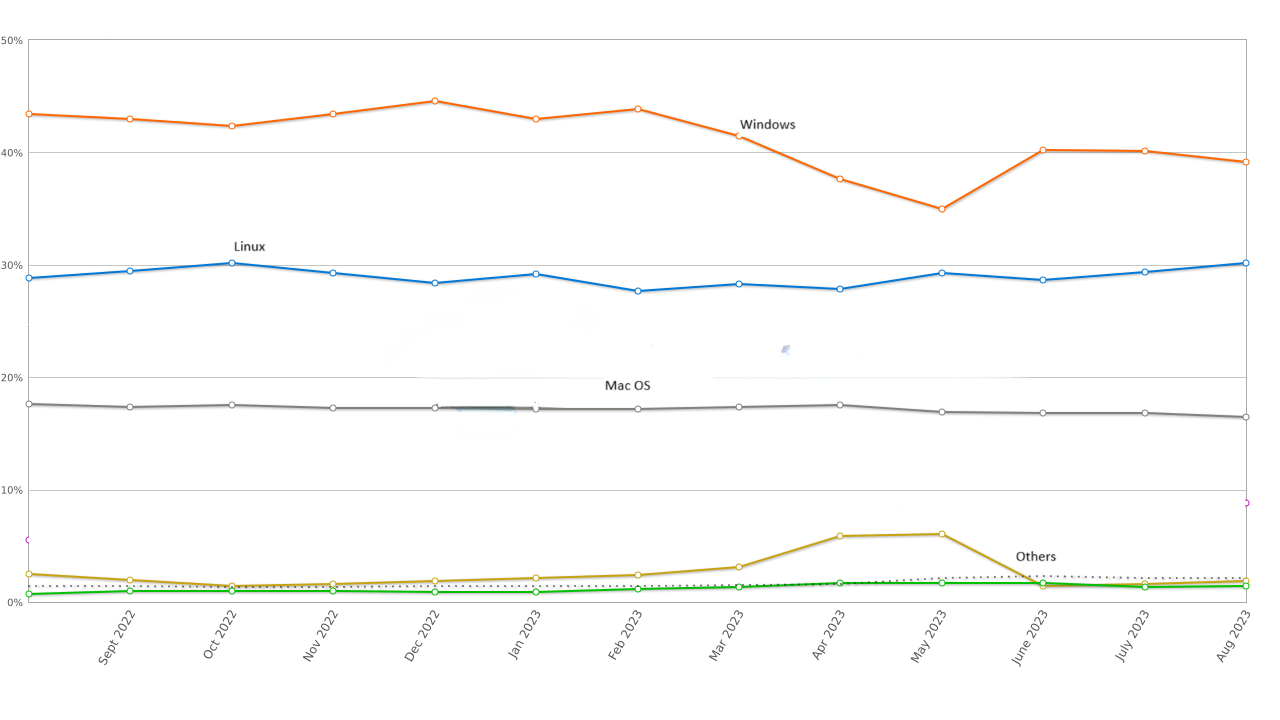 50%
Windows
40%
Linux
30%
20%
Mac OS
10%
Others
0%
Sept 2022
Oct 2022
Nov 2022
Dec 2022
Jan 2023
Feb 2023
Mar 2023
Apr 2023
May 2023
June 2023
July 2023
Aug 2023